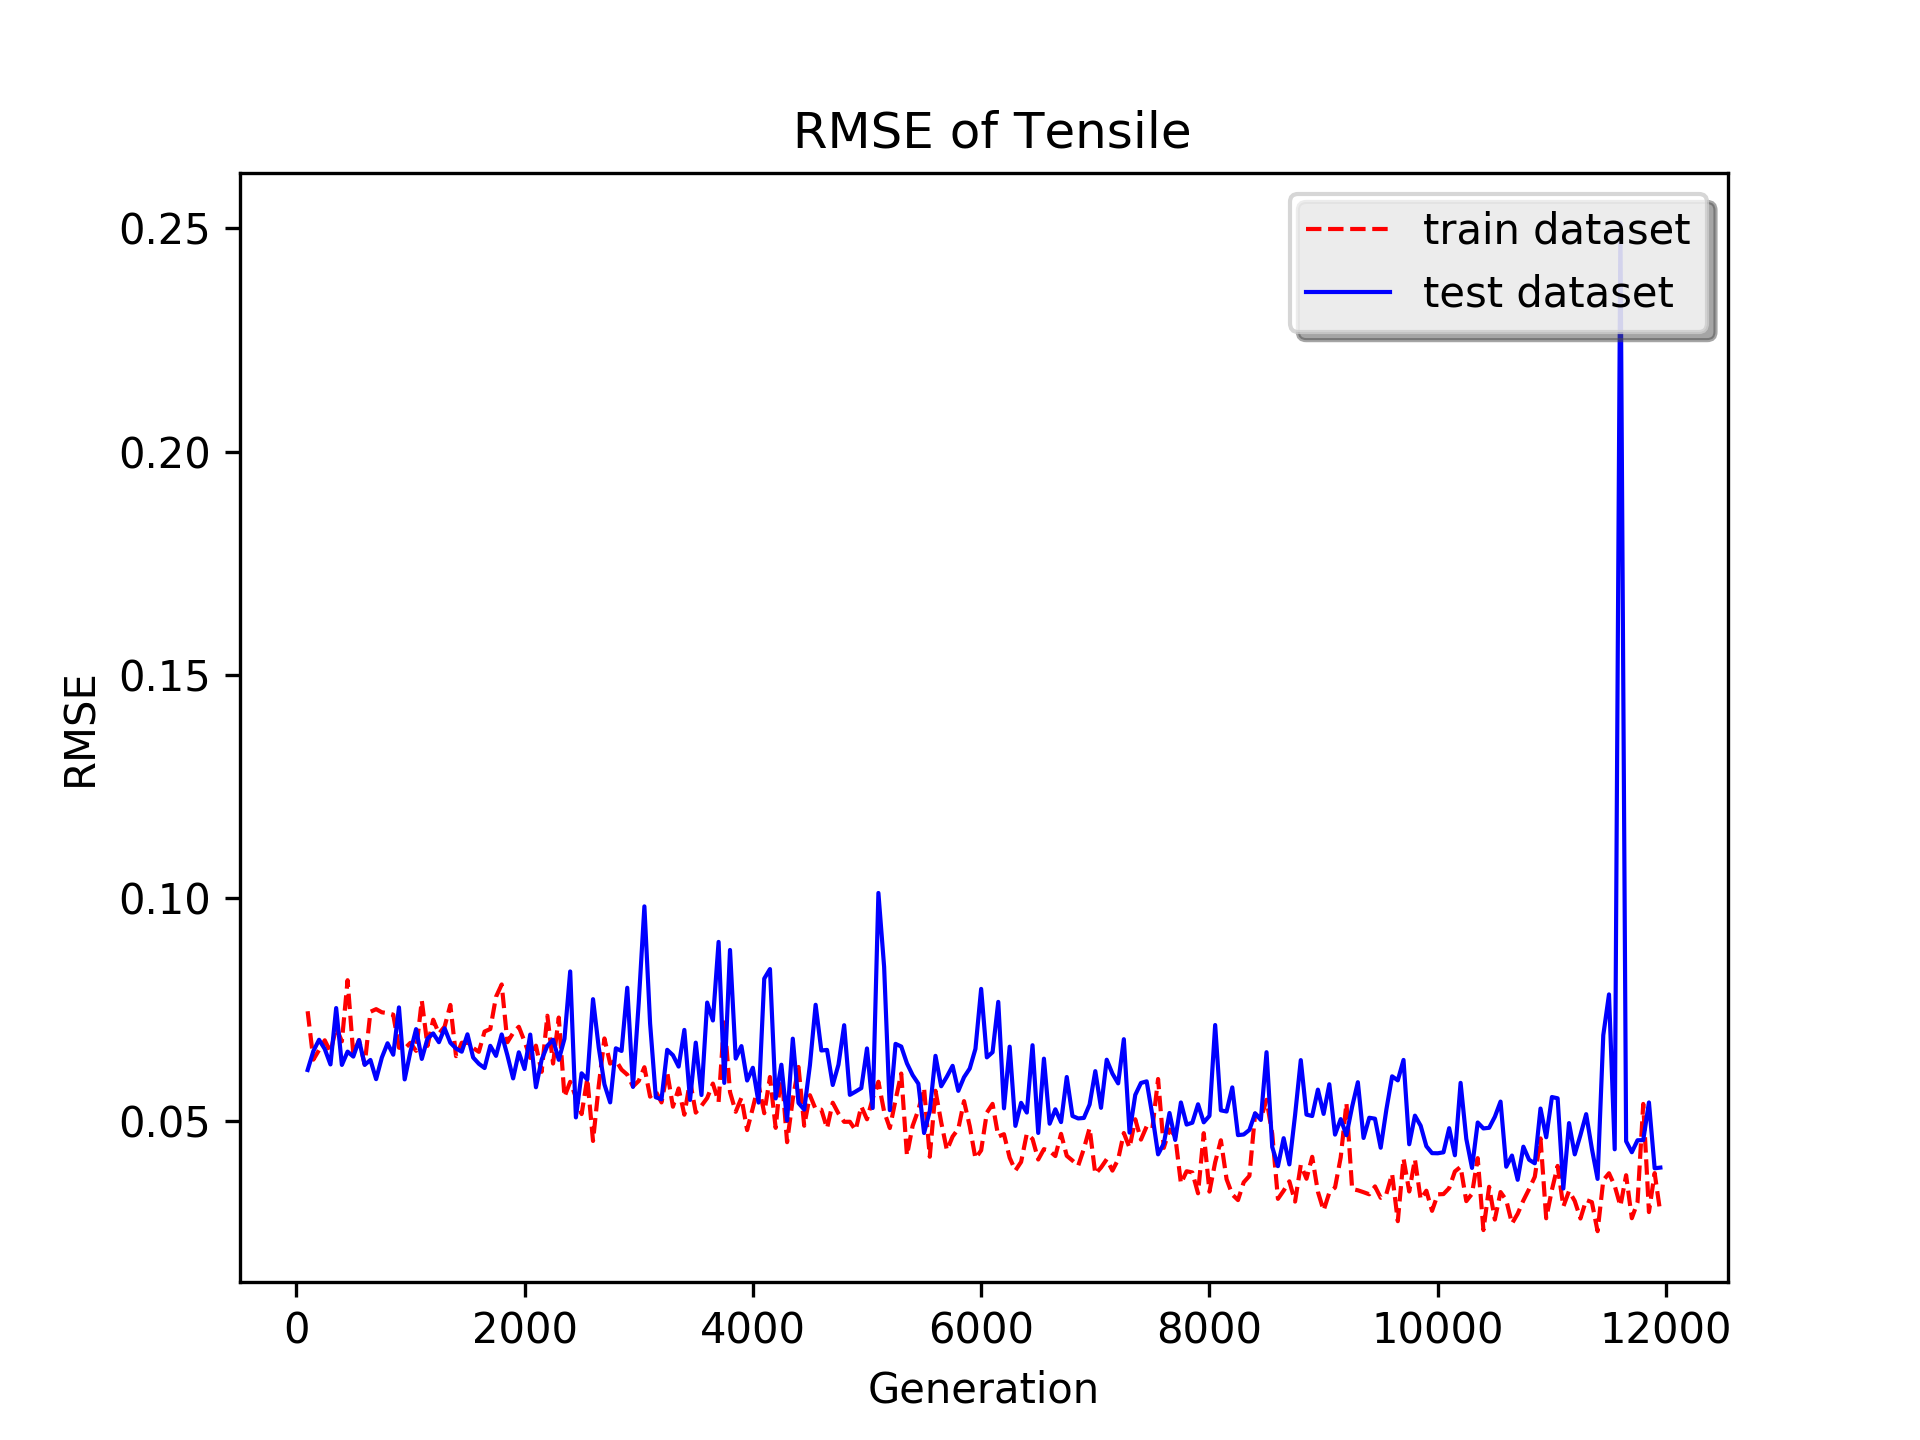 RMSE of Tensile
train dataset
test dataset
0.25
0.20
0.15
0.10
0.05
RMSE
0 2000 4000 6000 8000 10000 12000
Generation